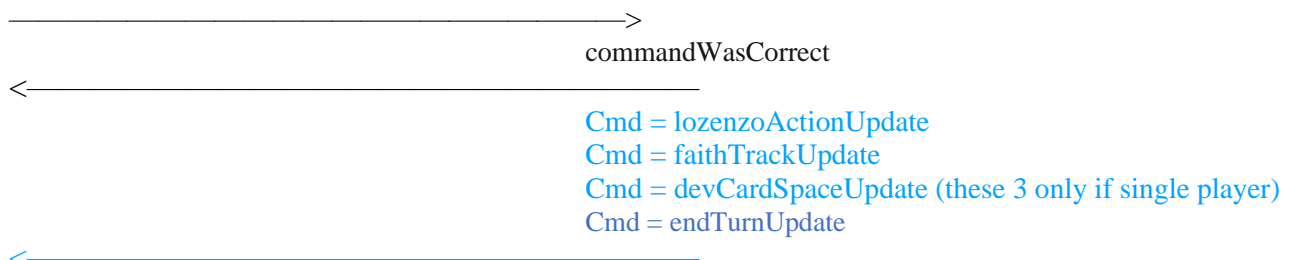 commandWasCorrect
Cmd = lozenzoActionUpdate
Cmd = faithTrackUpdate
Cmd = devCardSpaceUpdate (these 3 only if single player)
Cmd = endTurnUpdate